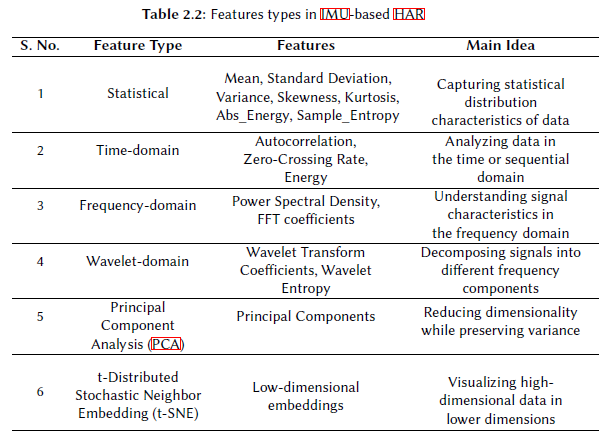 Table 2.2: Features types in IMU-based HAR
S. No. Feature Type Features Main Idea
1 Statistical Mean, Standard Deviation, Variance, Skewness, Kurtosis, Abs_Energy, Sample_Entropy Capturing statistical distribution characteristics of data
2 Time-domain Autocorrelation, Zero-Crossing Rate, Energy Analyzing data in the time or sequential domain
3 Frequency-domain Power Spectral Density, FFT coefficients Understanding signal characteristics in the frequency domain
4 Wavelet-domain Wavelet Transform Coefficients, Wavelet Entropy Decomposing signals into different frequency components
5 Principal Component Analysis (PCA) Principal Components Reducing dimensionality while preserving variance
6 t-Distributed Stochastic Neighbor Embedding (t-SNE) Low-dimensional embeddings Visualizing high-dimensional data in lower dimensions